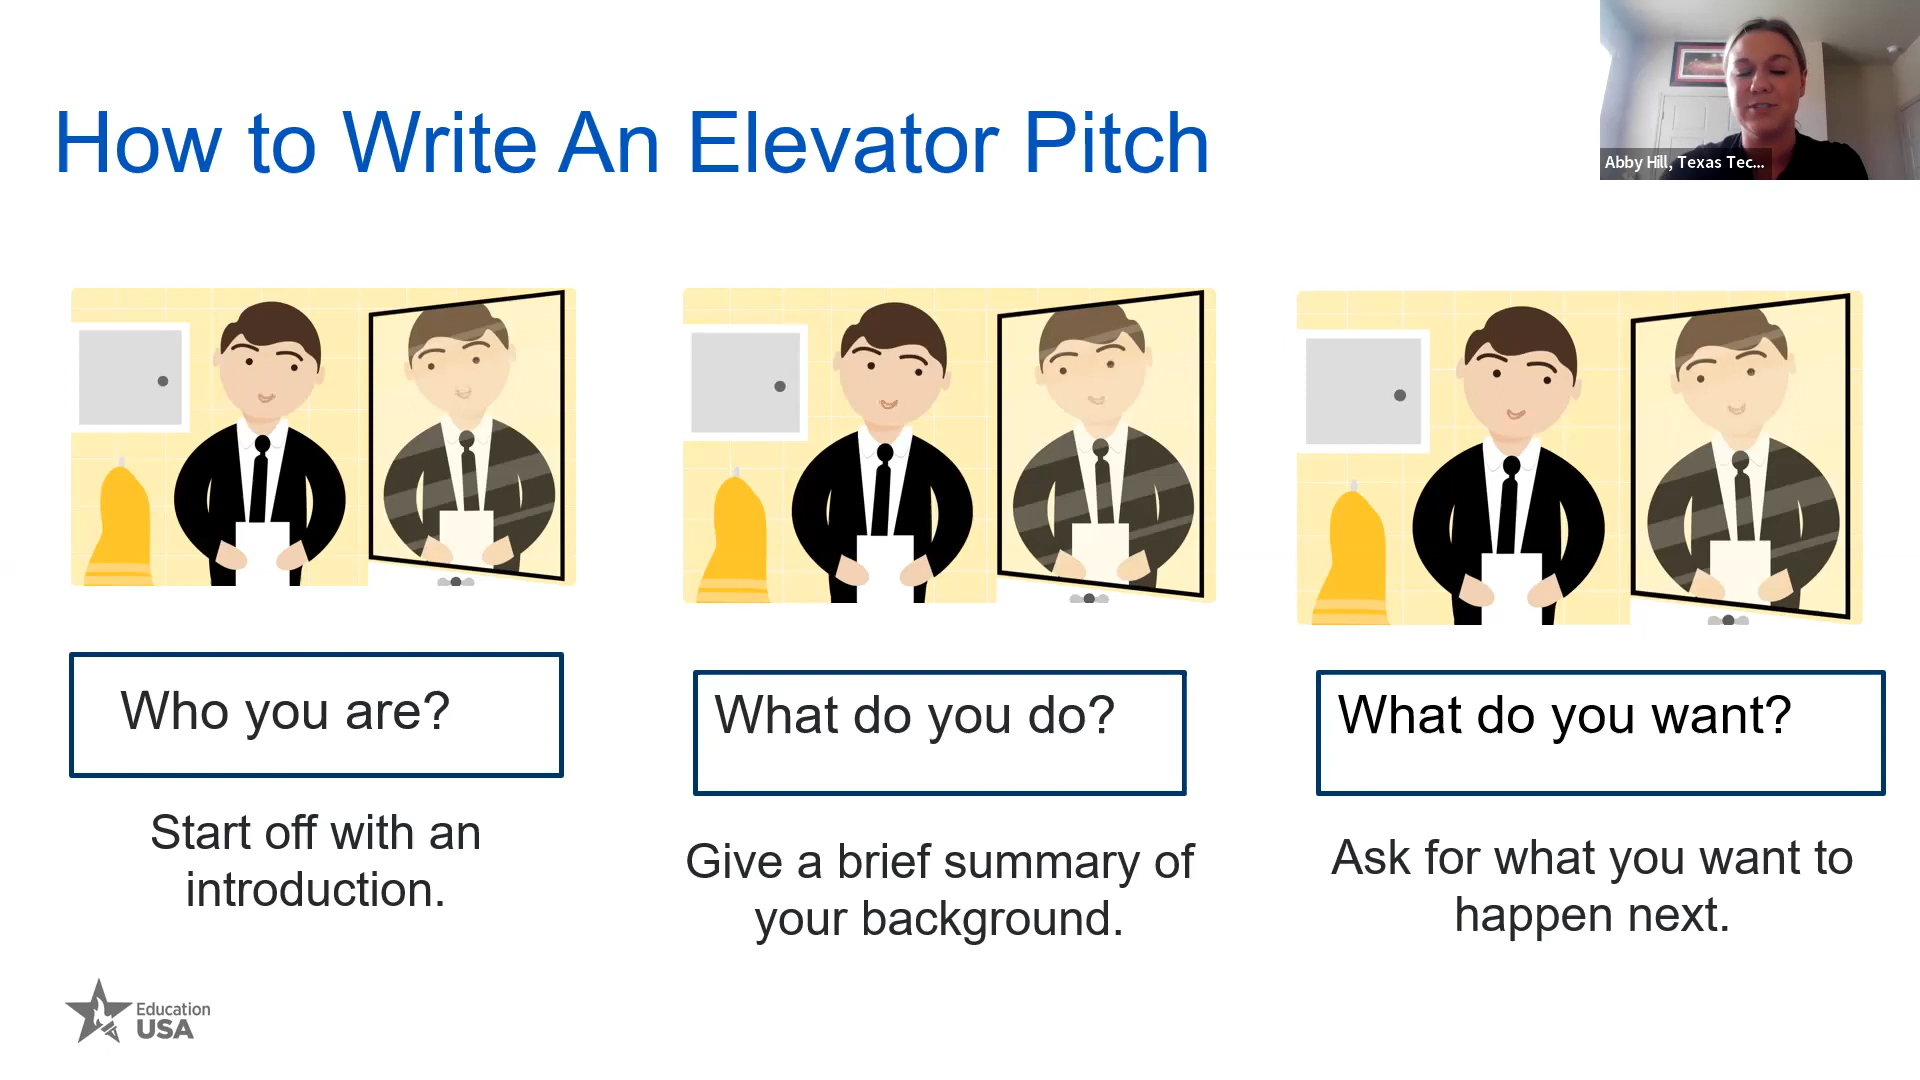 How to Write An Elevator Pitch
Abby Hill, Texas Tec...
Who you are?
Start off with an
introduction.
What do you do?
Give a brief summary of
your background.
What do you want?
Ask for what you want to
happen next.
Education
USA